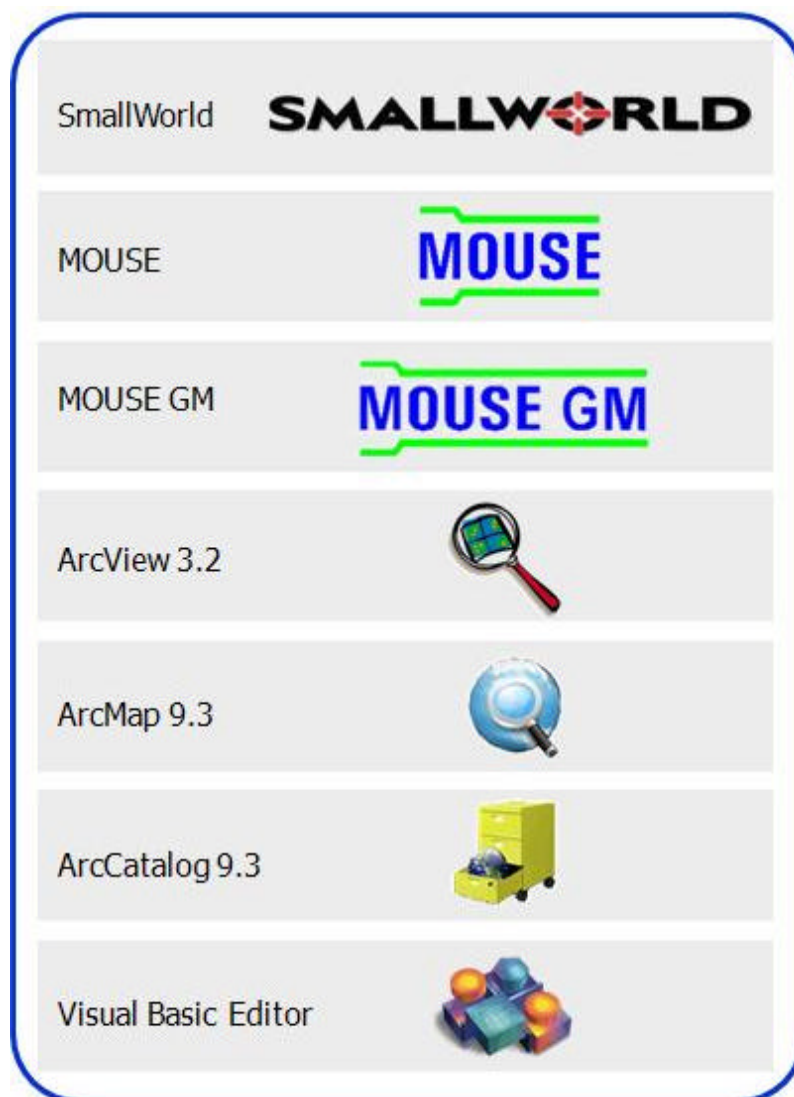 SmallWorld SMALLWORLD
MOUSE MOUSE
MOUSE GM MOUSE GM
ArcView 3.2
ArcMap 9.3
ArcCatalog 9.3
Visual Basic Editor